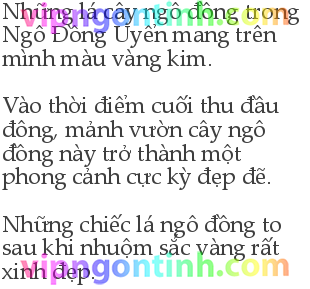 Những lá cây ngô đồng trong
Ngô Đồng Uyển mang trên
mình màu vàng kim.
Vào thời điểm cuối thu đầu
đông, mảnh vườn cây ngô
đồng này trở thành một
phong cảnh cực kỳ đẹp đẽ.
Những chiếc lá ngô đồng to
sau khi nhuộm sắc vàng rất
xinh đẹp.
vipngontinh.com
vipngontinh.com